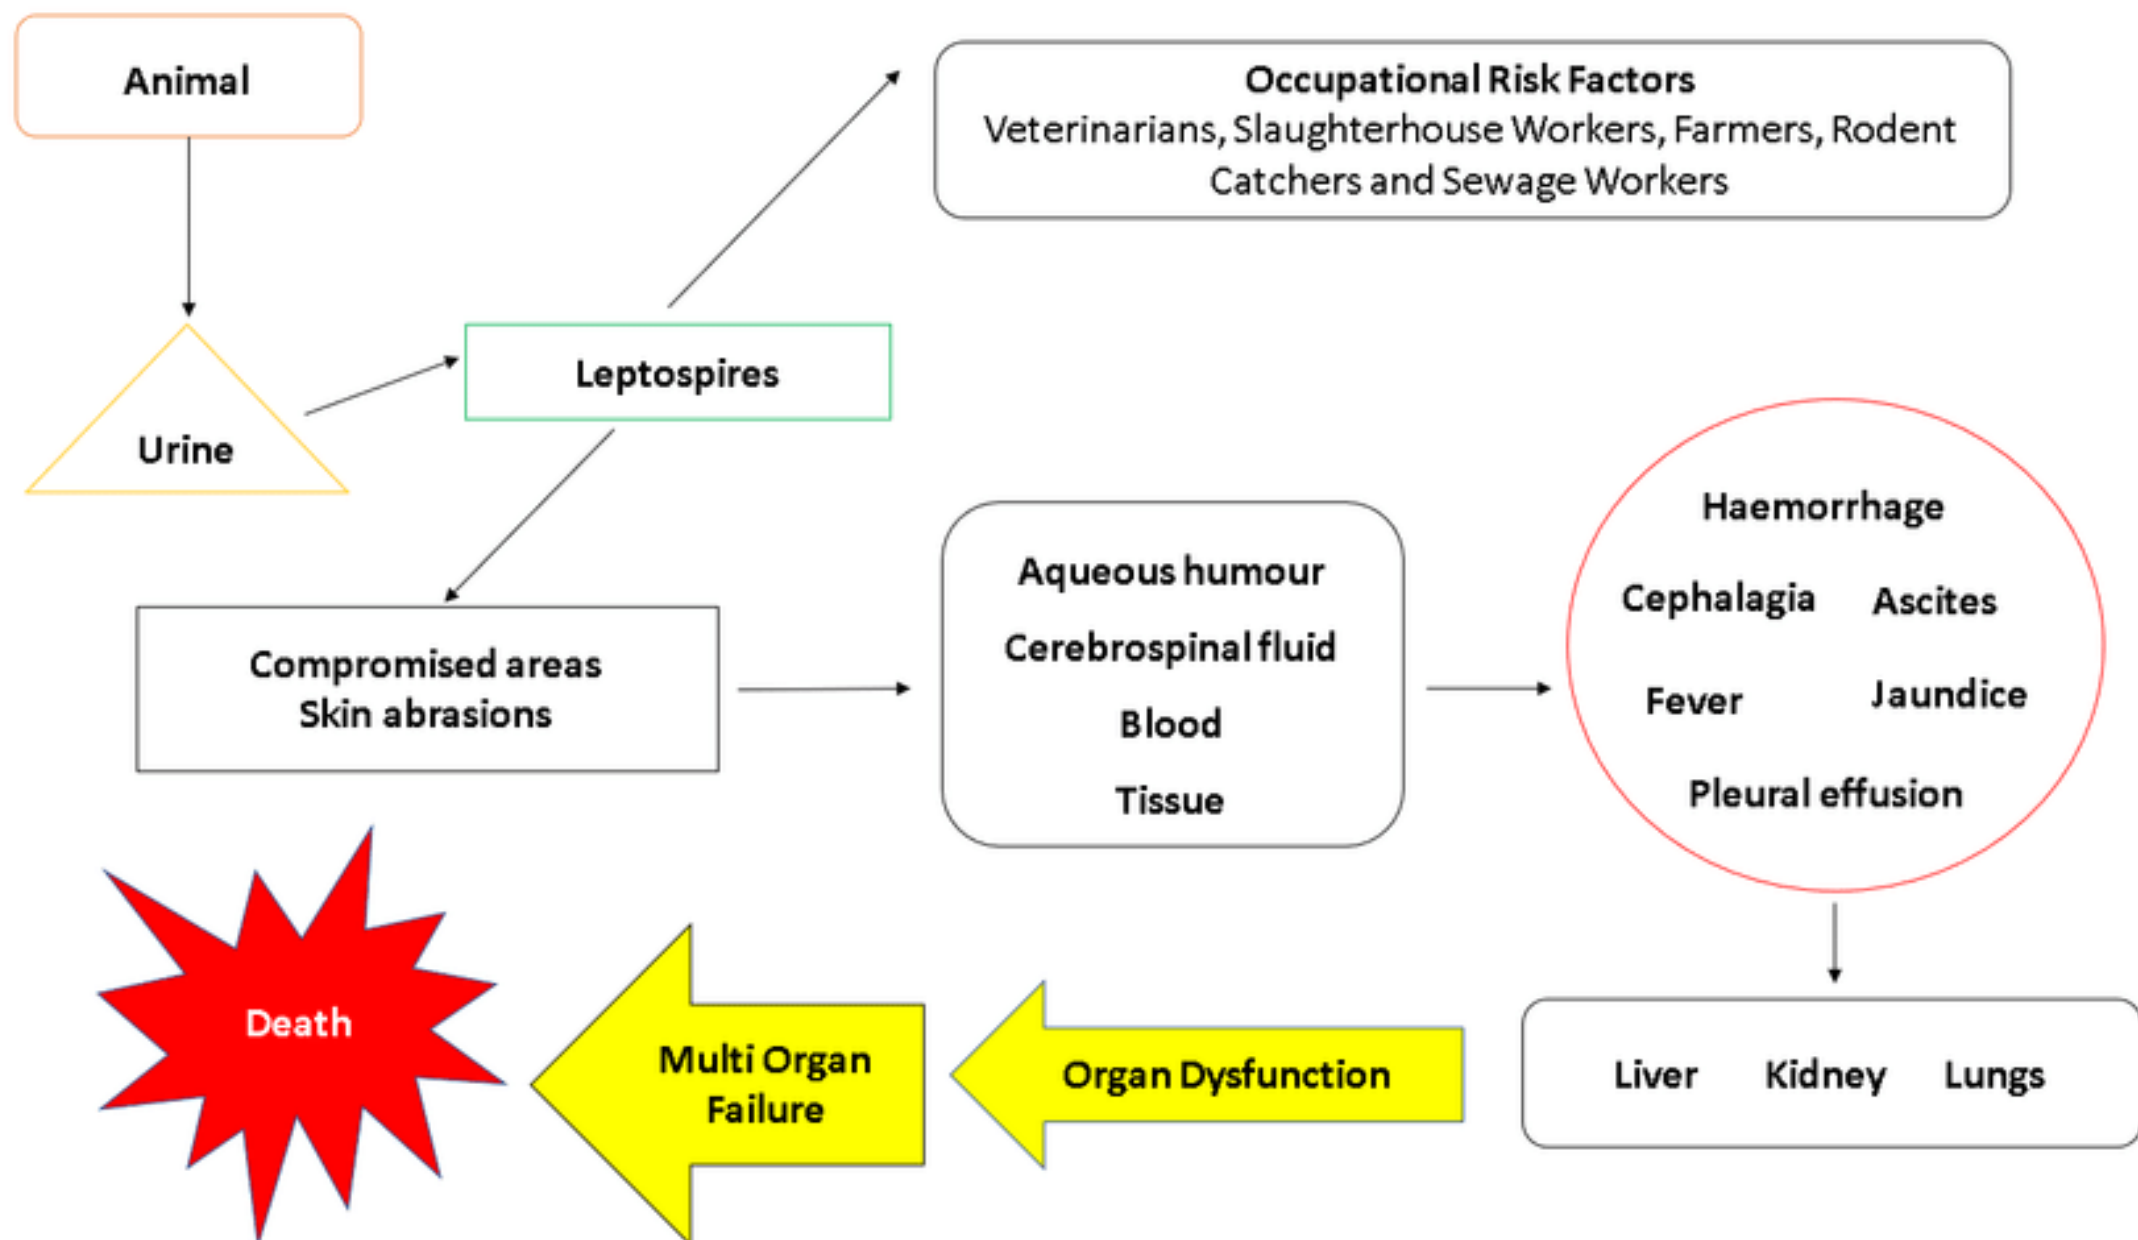 Animal
Occupational Risk Factors
Veterinarians, Slaughterhouse Workers, Farmers, Rodent
Catchers and Sewage Workers
Urine
Leptospires
Compromised areas
Skin abrasions
Aqueous humour
Cerebrospinal fluid
Blood
Tissue
Haemorrhage
Cephalagia
Ascites
Fever
Jaundice
Pleural effusion
Liver
Kidney
Lungs
Organ Dysfunction
Multi Organ
Failure
Death